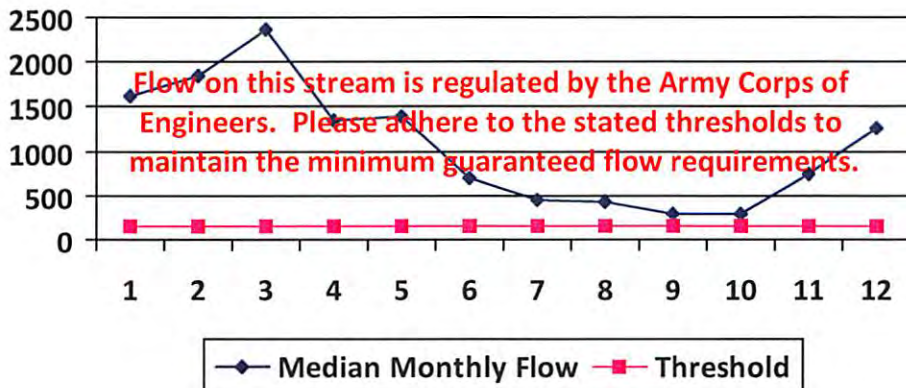 2500
2000
1500
1000
500
0
Flow on this stream is regulated by the Army Corps of
Engineers. Please adhere to the stated thresholds to
maintain the minimum guaranteed flow requirements.
1 2 3 4 5 6 7 8 9 10 11 12
Median Monthly Flow Threshold